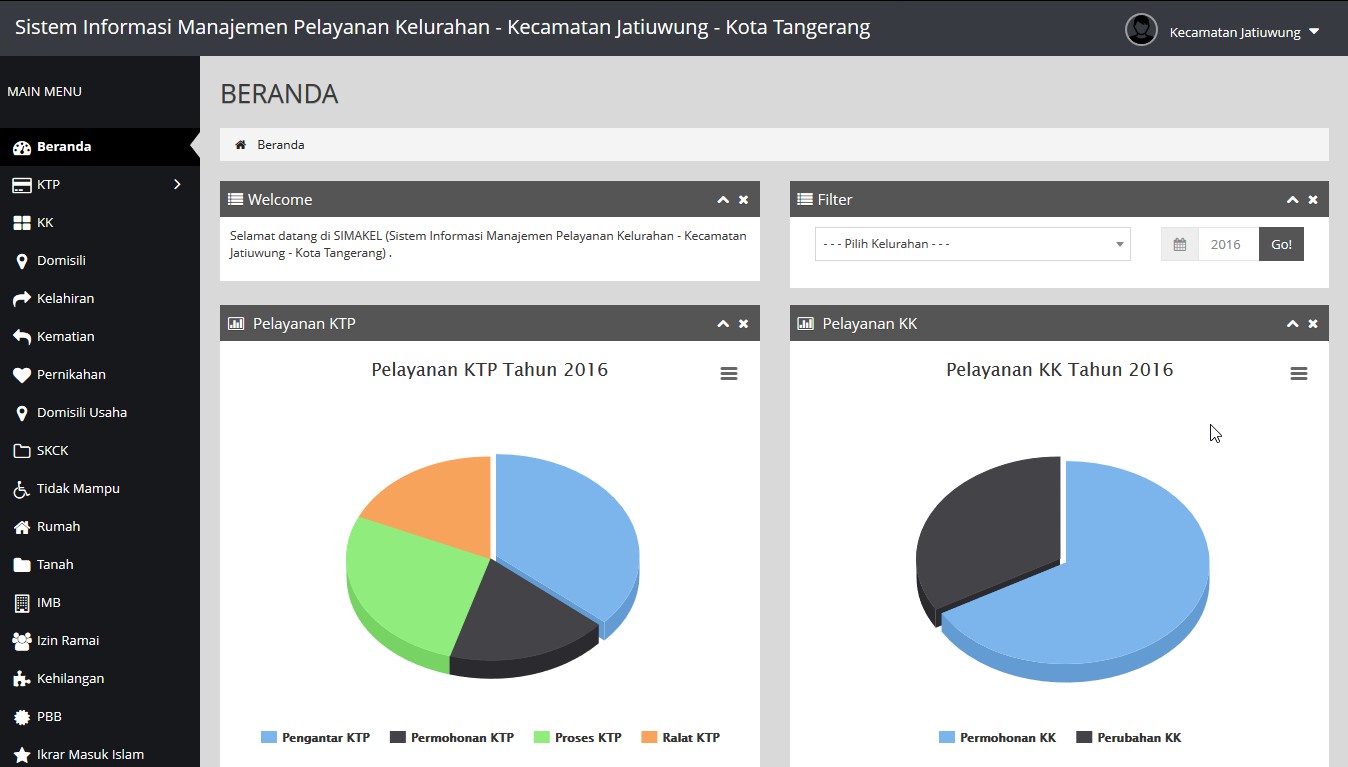 Sistem Informasi Manajemen Pelayanan Kelurahan - Kecamatan Jatiuwung - Kota Tangerang
Kecamatan Jatiuwung
MAIN MENU
Beranda
KTP
KK
Domisili
Kelahiran
Kematian
Pernikahan
Domisili Usaha
SKCK
Tidak Mampu
Rumah
Tanah
IMB
Izin Ramai
Kehilangan
PBB
Ikrar Masuk Islam
BERANDA
Beranda
Welcome
Selamat datang di SIMAKEL (Sistem Informasi Manajemen Pelayanan Kelurahan - Kecamatan
Jatiuwung - Kota Tangerang) .
Filter
- - - Pilih Kelurahan - - -
2016
Go!
Pelayanan KTP
Pelayanan KTP Tahun 2016
Pengantar KTP
Permohonan KTP
Proses KTP
Ralat KTP
Pelayanan KK
Pelayanan KK Tahun 2016
Permohonan KK
Perubahan KK